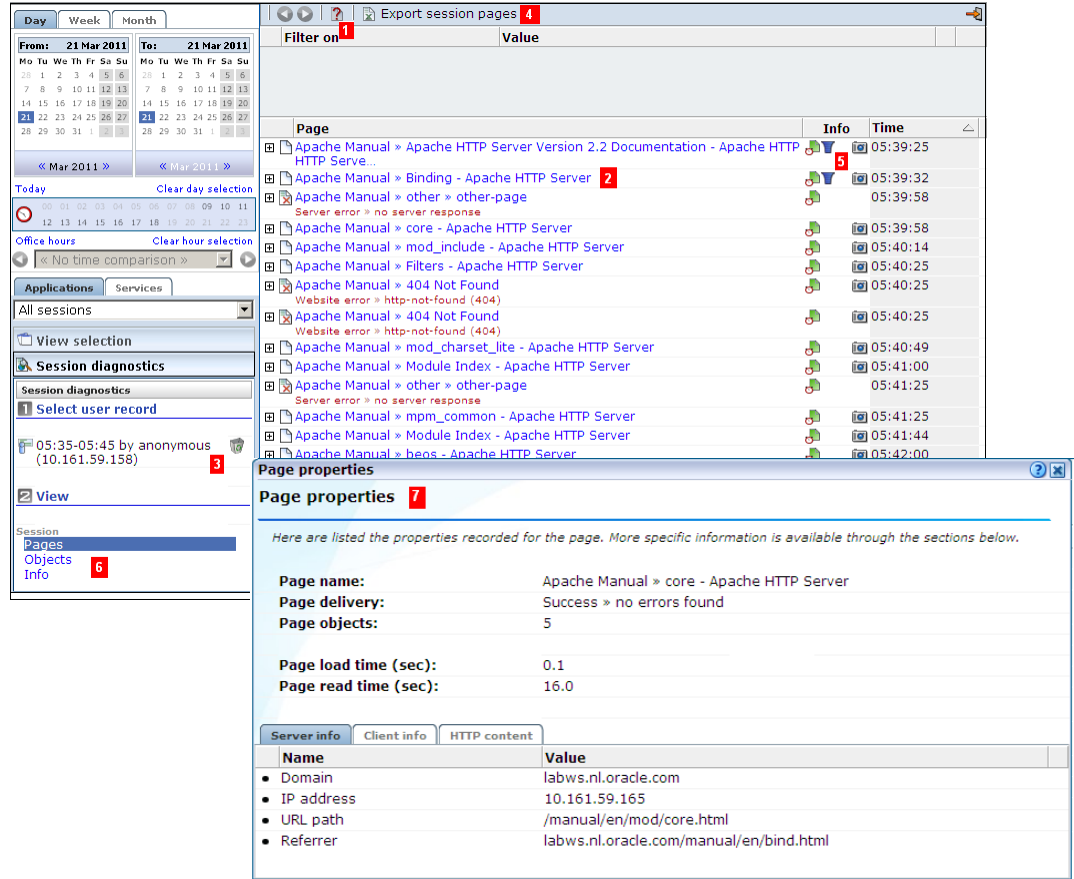 Day Week Month
From: 21 Mar 2011 To: 21 Mar 2011
Mo Tu We Th Fr Sa Su Mo Tu We Th Fr Sa Su
28 1 2 3 4 5 6 28 1 2 3 4 5 6
7 8 9 10 11 12 13 7 8 9 10 11 12 13
14 15 16 17 18 19 20 14 15 16 17 18 19 20
21 22 23 24 25 26 27 21 22 23 24 25 26 27
28 29 30 31 1 2 3 28 29 30 31 1 2 3
« Mar 2011 » « Mar 2011 »
Today Clear day selection
00 01 02 03 04 05 06 07 08 09 10 11
12 13 14 15 16 17 18 19 20 21 22 23
Office hours Clear hour selection
« No time comparison »
Applications Services
All sessions
View selection
Session diagnostics
Session diagnostics
1 Select user record
05:35-05:45 by anonymous
(10.161.59.158) 3
2 View
Session
Pages
Objects 6
Info
? Export session pages 4
1
Filter on Value
Page Info Time
Apache Manual » Apache HTTP Server Version 2.2 Documentation - Apache HTTP 05:39:25
HTTP Serve... 5
Apache Manual » Binding - Apache HTTP Server 2 05:39:32
Apache Manual » other » other-page 05:39:58
Server error » no server response
Apache Manual » core - Apache HTTP Server 05:39:58
Apache Manual » mod_include - Apache HTTP Server 05:40:14
Apache Manual » Filters - Apache HTTP Server 05:40:25
Apache Manual » 404 Not Found 05:40:25
Website error » http-not-found (404)
Apache Manual » 404 Not Found 05:40:25
Website error » http-not-found (404)
Apache Manual » mod_charset_lite - Apache HTTP Server 05:40:49
Apache Manual » Module Index - Apache HTTP Server 05:41:00
Apache Manual » other » other-page 05:41:25
Server error » no server response
Apache Manual » mpm_common - Apache HTTP Server 05:41:25
Apache Manual » Module Index - Apache HTTP Server 05:41:44
Apache Manual » beos - Apache HTTP Server 05:42:00
Page properties ?
Page properties 7
Here are listed the properties recorded for the page. More specific information is available through the sections below.
Page name: Apache Manual » core - Apache HTTP Server
Page delivery: Success » no errors found
Page objects: 5
Page load time (sec): 0.1
Page read time (sec): 16.0
Server info Client info HTTP content
Name Value
• Domain labws.nl.oracle.com
• IP address 10.161.59.165
• URL path /manual/en/mod/core.html
• Referrer labws.nl.oracle.com/manual/en/bind.html